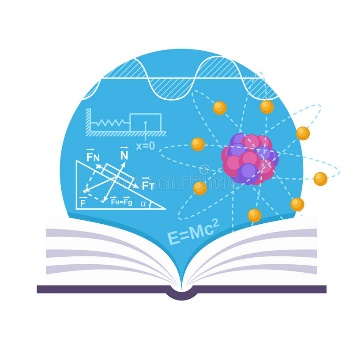 x=0
F⃗N N⃗
F⃗T
F⃗ F⃗H=F⃗g α
E=Mc²